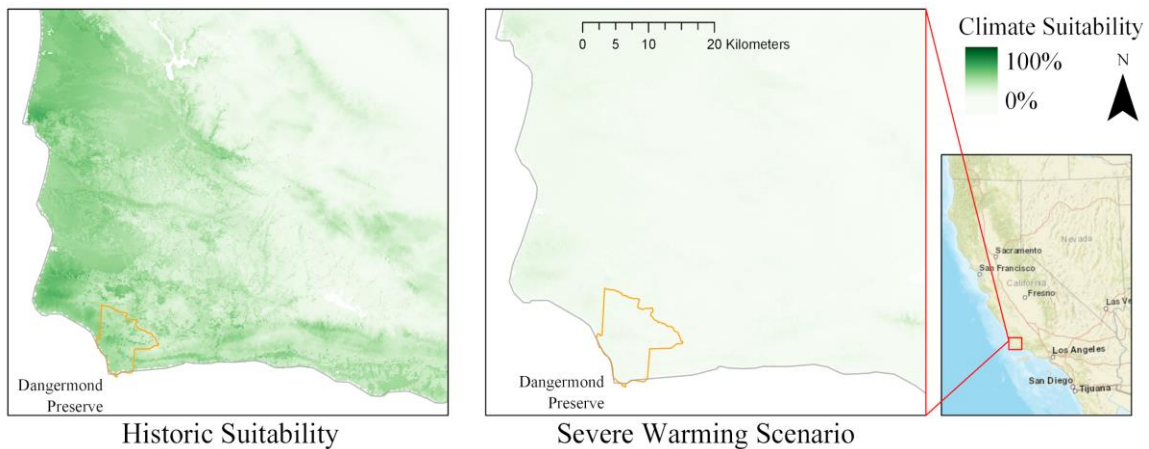 Dangermond
Preserve
Historic Suitability
0 5 10 20 Kilometers
Dangermond
Preserve
Severe Warming Scenario
Climate Suitability
100%
0%
N
Sacramento
Nevada
San Francisco
California
Fresno
Las Ve
Los Angeles
San Diego
Tijuana